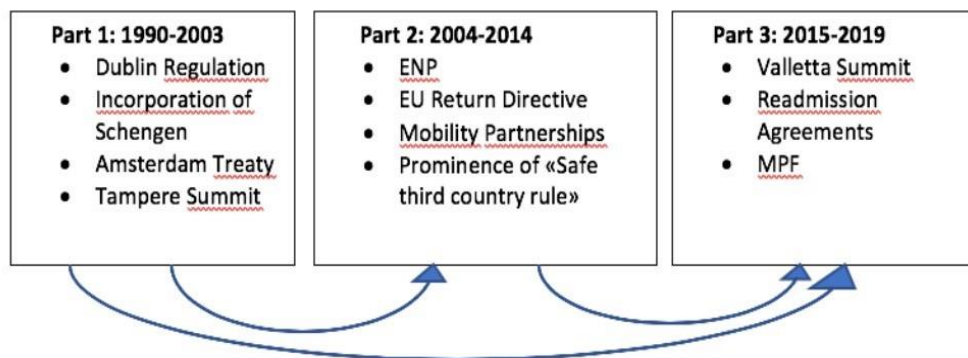 Part 1: 1990-2003
• Dublin Regulation
• Incorporation of
Schengen
• Amsterdam Treaty
• Tampere Summit
Part 2: 2004-2014
• ENP
• EU Return Directive
• Mobility Partnerships
• Prominence of «Safe
third country rule»
Part 3: 2015-2019
• Valletta Summit
• Readmission
Agreements
• MPF